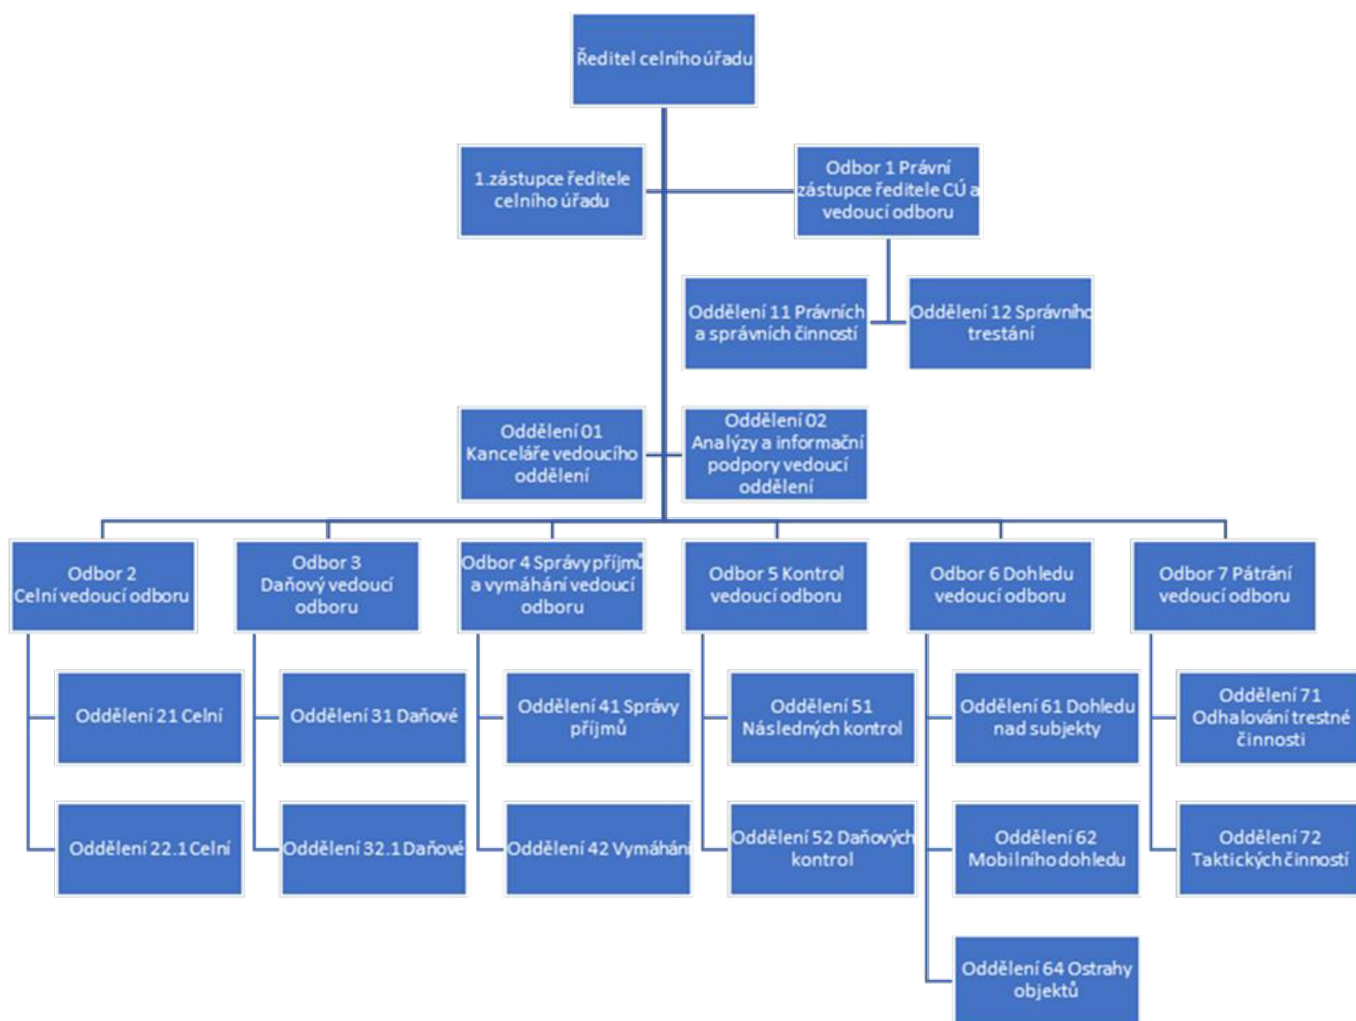 Ředitel celního úřadu
1.zástupce ředitele
celního úřadu
Odbor 1 Právní
zástupce ředitele CÚ a
vedoucí odboru
Oddělení 11 Právních
a správních činností
Oddělení 12 Správního
trestání
Oddělení 01
Kanceláře vedoucího
oddělení
Oddělení 02
Analýzy a informační
podpory vedoucí
oddělení
Odbor 2
Celní vedoucí odboru
Odbor 3
Daňový vedoucí
odboru
Odbor 4 Správy příjmů
a vymáhání vedoucí
odboru
Odbor 5 Kontrol
vedoucí odboru
Odbor 6 Dohledu
vedoucí odboru
Odbor 7 Pátrání
vedoucí odboru
Oddělení 21 Celní
Oddělení 31 Daňové
Oddělení 41 Správy
příjmů
Oddělení 51
Následných kontrol
Oddělení 61 Dohledu
nad subjekty
Oddělení 71
Odhalování trestné
činnosti
Oddělení 22.1 Celní
Oddělení 32.1 Daňové
Oddělení 42 Vymáhání
Oddělení 52 Daňových
kontrol
Oddělení 62
Mobilního dohledu
Oddělení 72
Taktických činností
Oddělení 64 Ostrahy
objektů